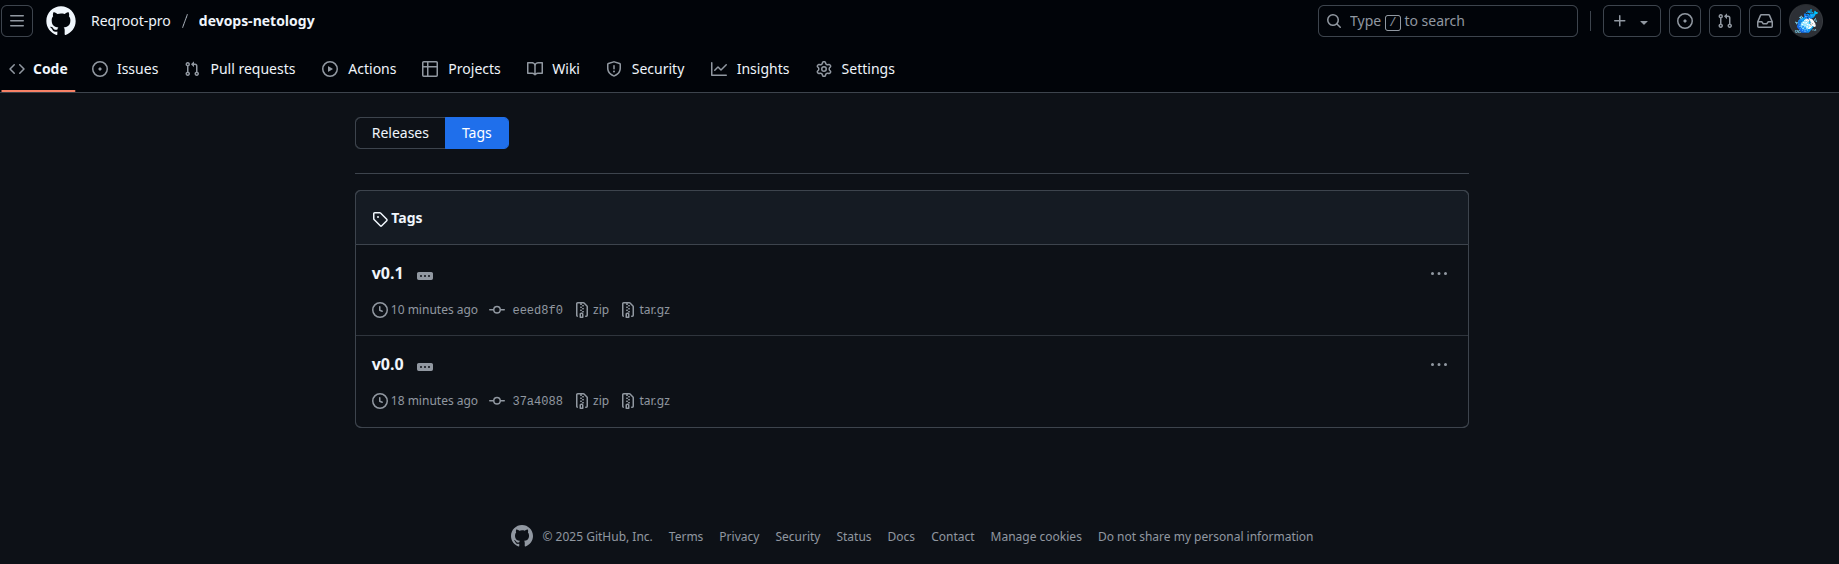 Reqroot-pro / devops-netology Type / to search
Code Issues Pull requests Actions Projects Wiki Security Insights Settings
Releases Tags
Tags
v0.1
10 minutes ago eeed8f0 zip tar.gz
v0.0
18 minutes ago 37a4088 zip tar.gz
© 2025 GitHub, Inc. Terms Privacy Security Status Docs Contact Manage cookies Do not share my personal information